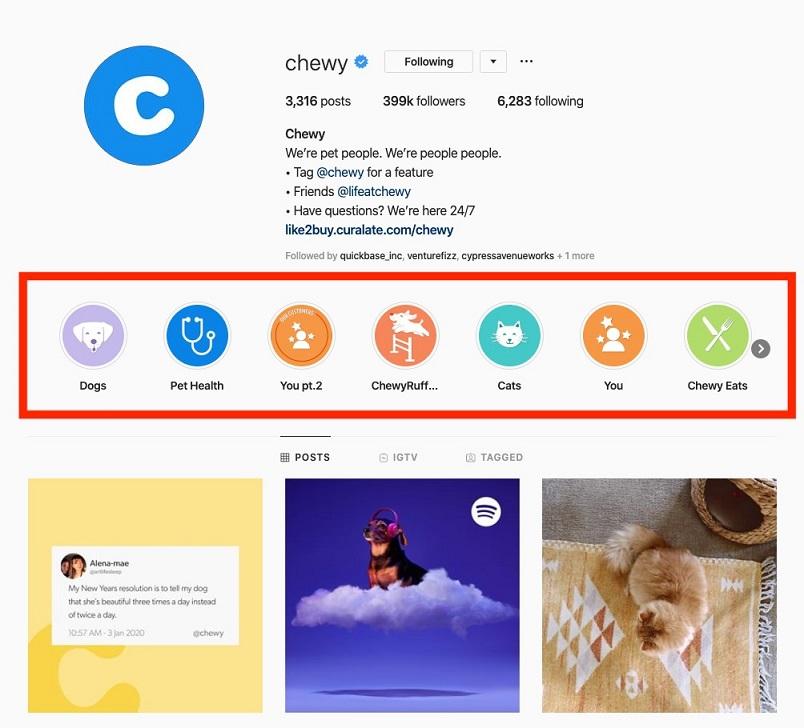 chewy Following
3,316 posts 399k followers 6,283 following
Chewy
We're pet people. We're people people.
• Tag @chewy for a feature
• Friends @lifeatchewy
• Have questions? We're here 24/7
like2buy.curalate.com/chewy
Followed by quickbase_inc, venturefizz, cypressavenueworks + 1 more
OUR CUSTOMERS
Dogs Pet Health You pt.2 ChewyRuff... Cats You Chewy Eats
POSTS IGTV TAGGED
Alena-mae
My New Years resolution is to tell my dog
that she's beautiful three times a day instead
of twice a day.
10:57 AM - 3 Jan 2020 @chewy